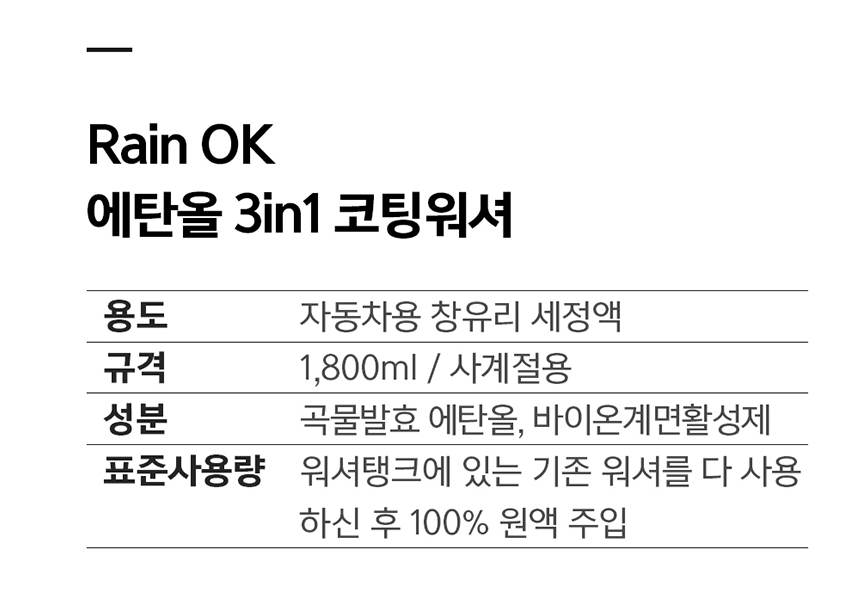 Rain OK
에탄올 3in1 코팅워셔
용도 자동차용 창유리 세정액
규격 1,800ml / 사계절용
성분 곡물발효 에탄올, 바이온계면활성제
표준사용량 워셔탱크에 있는 기존 워셔를 다 사용
하신 후 100% 원액 주입